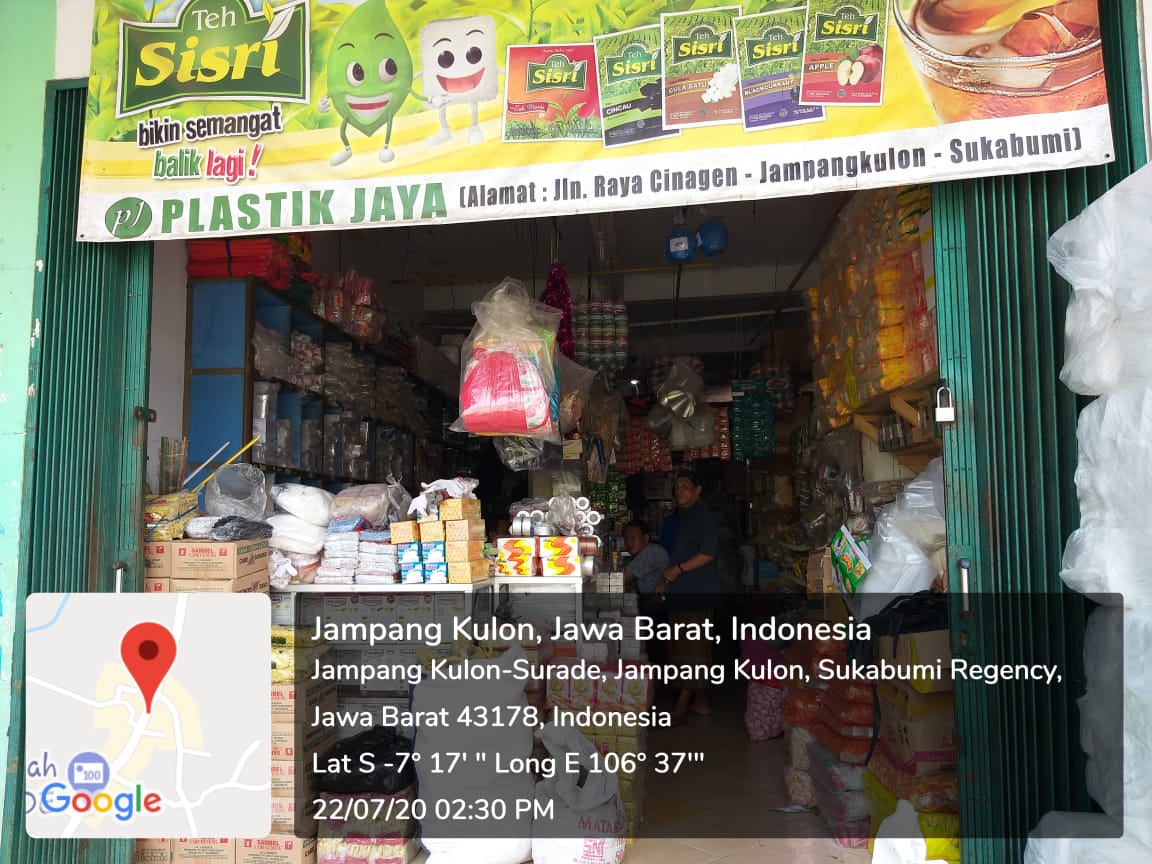 Teh
Sisri
bikin semangat
balik lagi!
Teh
Sisri
Teh
Sisri
CINCAU
Teh
Sisri
GULA BATU
Teh
Sisri
BLACKCURRANT
Teh
Sisri
APPLE
pj PLASTIK JAYA (Alamat : Jln. Raya Cinagen - Jampangkulon - Sukabumi)
SAMBEL
Jampang Kulon, Jawa Barat, Indonesia
Jampang Kulon-Surade, Jampang Kulon, Sukabumi Regency,
Jawa Barat 43178, Indonesia
Lat S -7° 17' " Long E 106° 37'"
22/07/20 02:30 PM
ah
100
Google